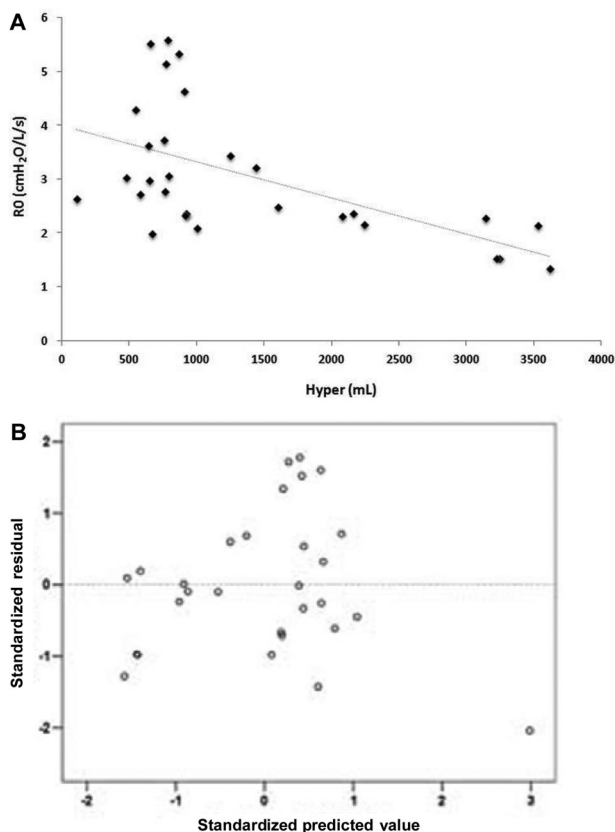 A
6
5
4
3
2
1
0
R0 (cmH₂O/L/s)
0 500 1000 1500 2000 2500 3000 3500 4000
Hyper (mL)
B
2
1
0
-1
-2
Standardized residual
-2 -1 0 1 2 3
Standardized predicted value